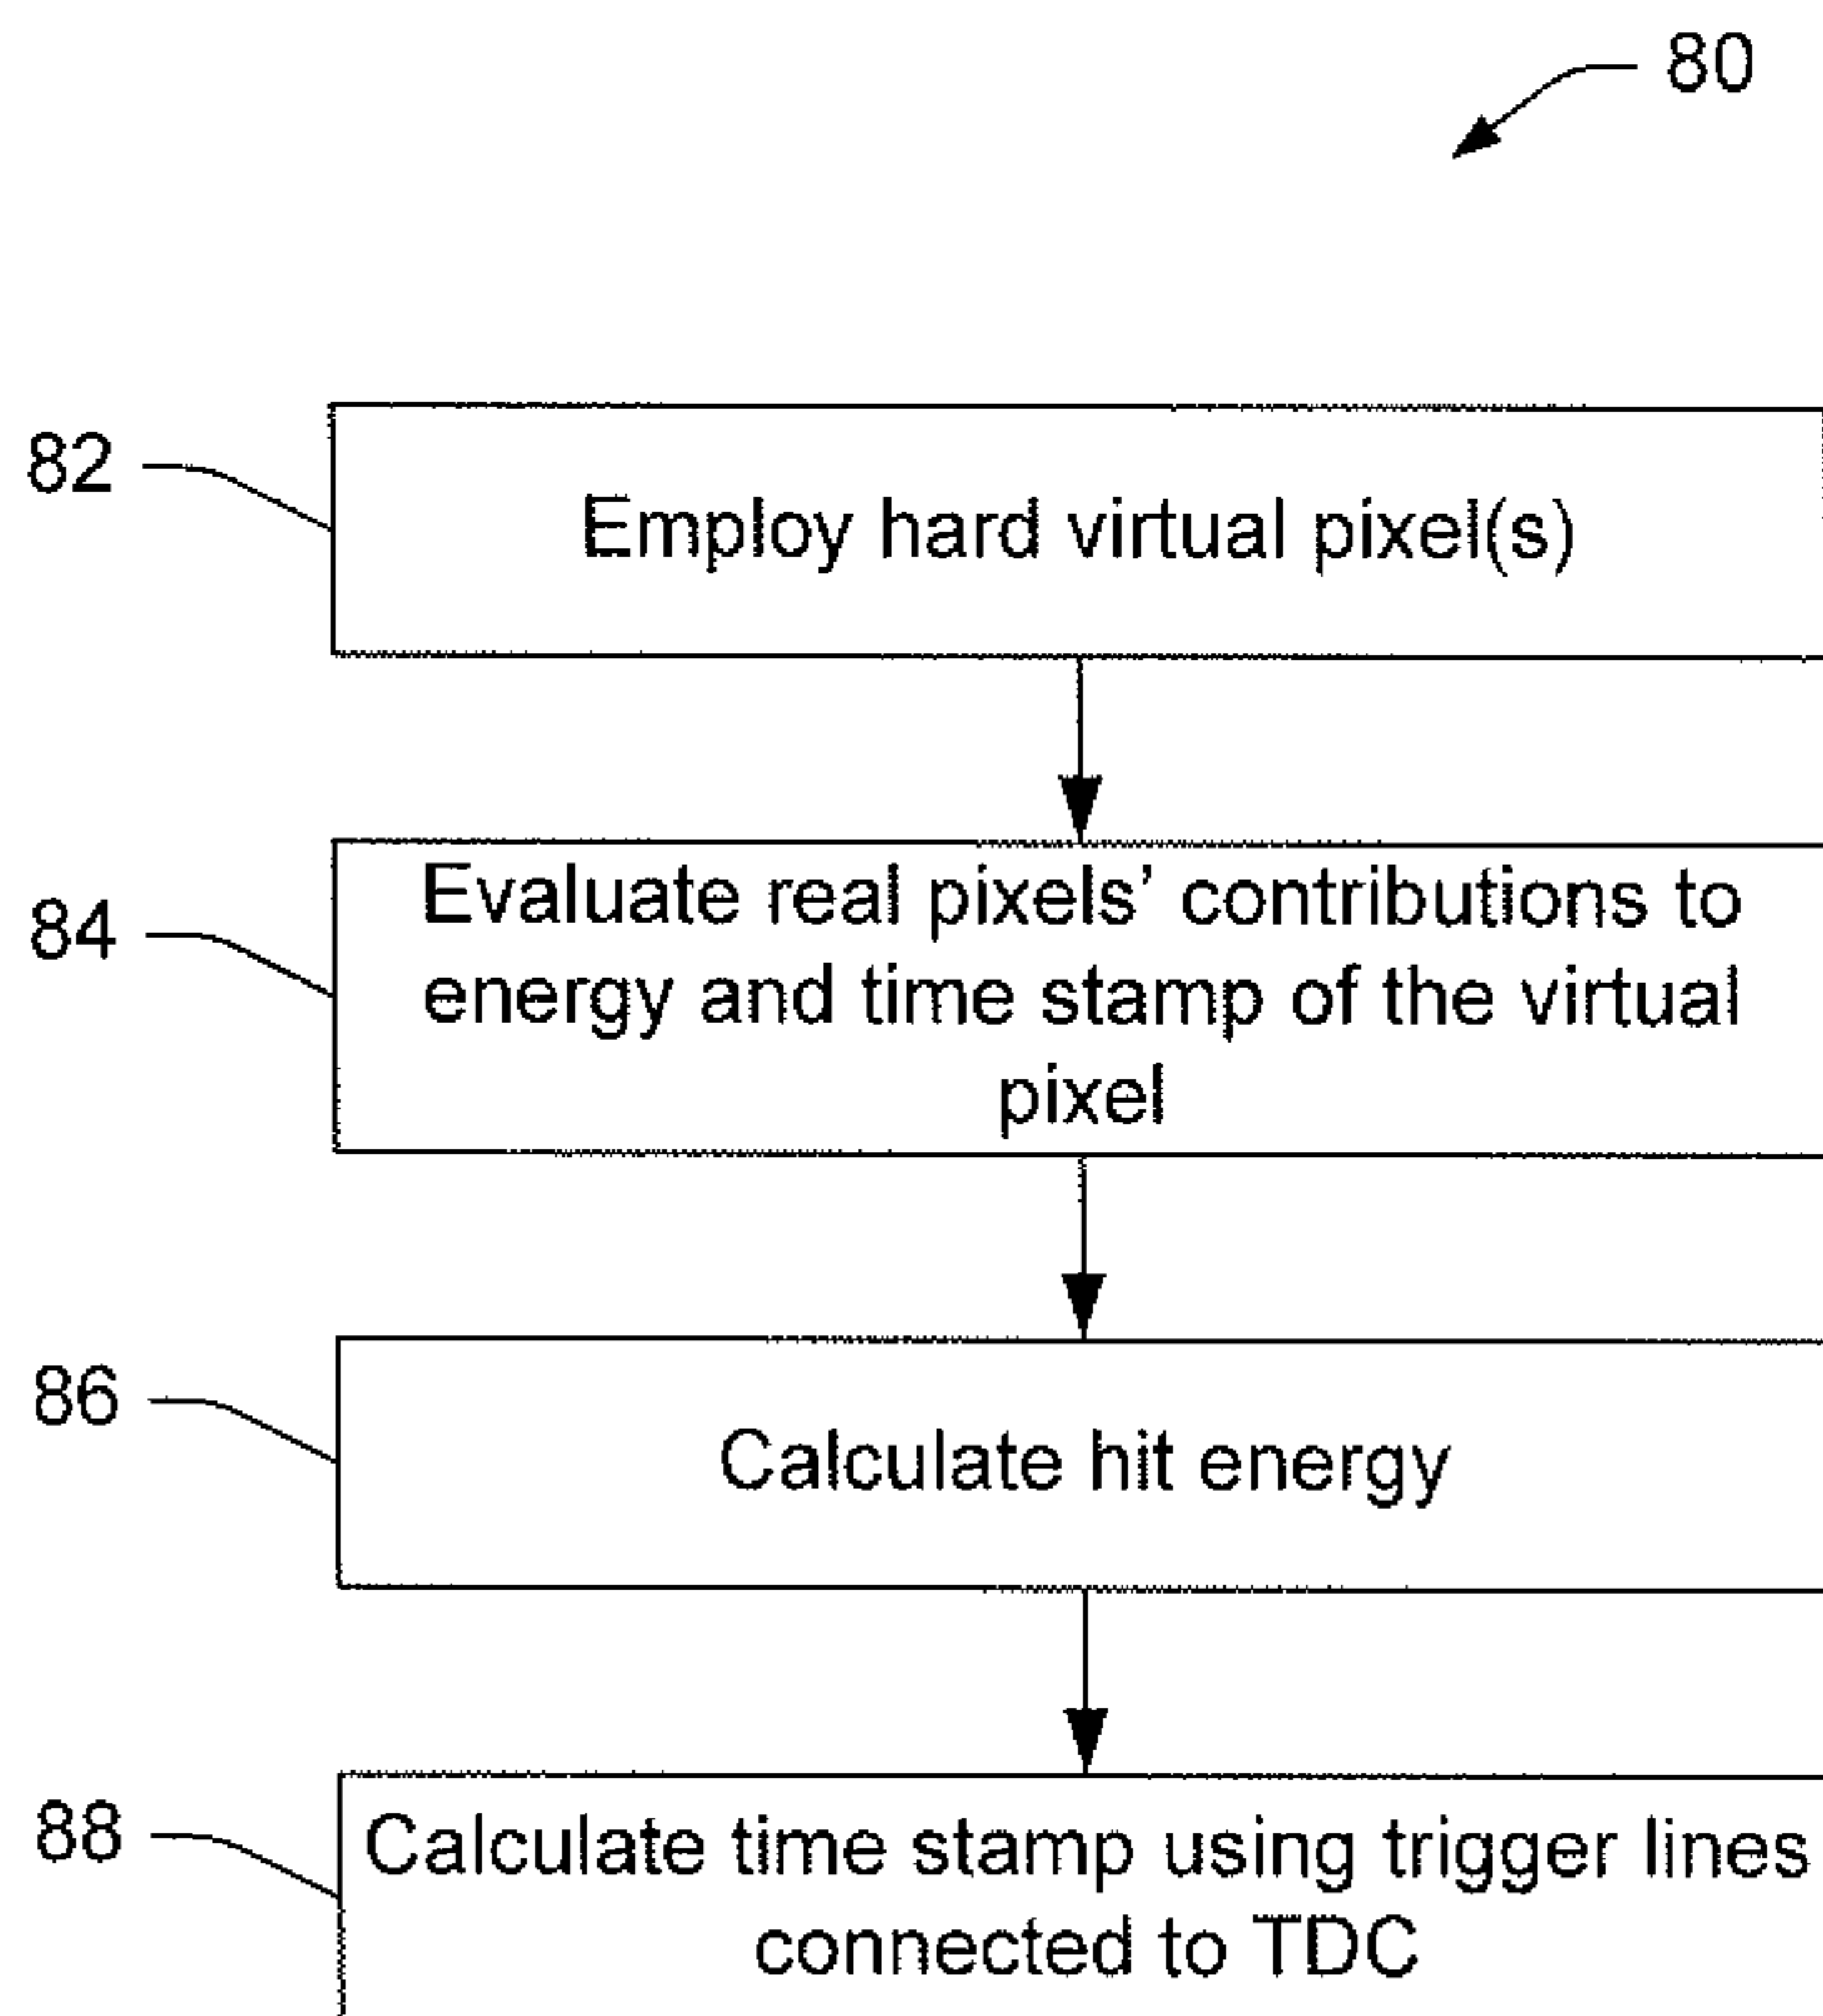 80
82
Employ hard virtual pixel(s)
84
Evaluate real pixels’ contributions to
energy and time stamp of the virtual
pixel
86
Calculate hit energy
88
Calculate time stamp using trigger lines
connected to TDC